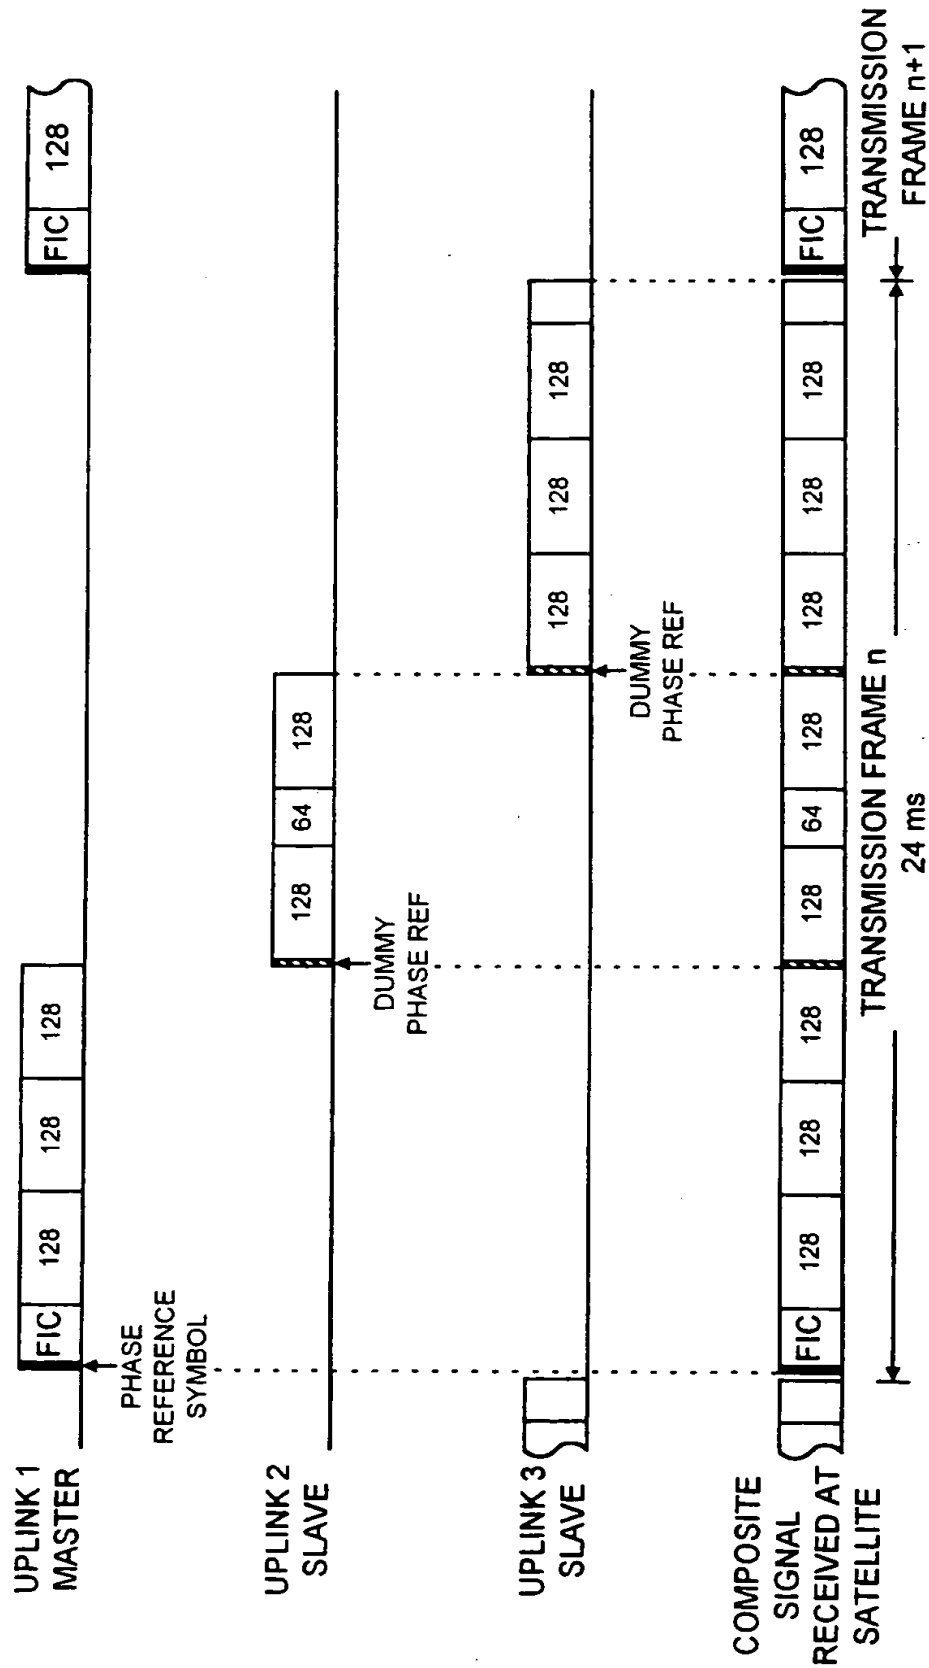 UPLINK 1
MASTER
FIC
128
128
128
FIC
128
PHASE
REFERENCE
SYMBOL
UPLINK 2
SLAVE
128
64
128
DUMMY
PHASE REF
UPLINK 3
SLAVE
128
128
128
DUMMY
PHASE REF
COMPOSITE
SIGNAL
RECEIVED AT
SATELLITE
FIC
128
128
128
128
64
128
128
128
128
FIC
128
TRANSMISSION FRAME n
24 ms
TRANSMISSION
FRAME n+1